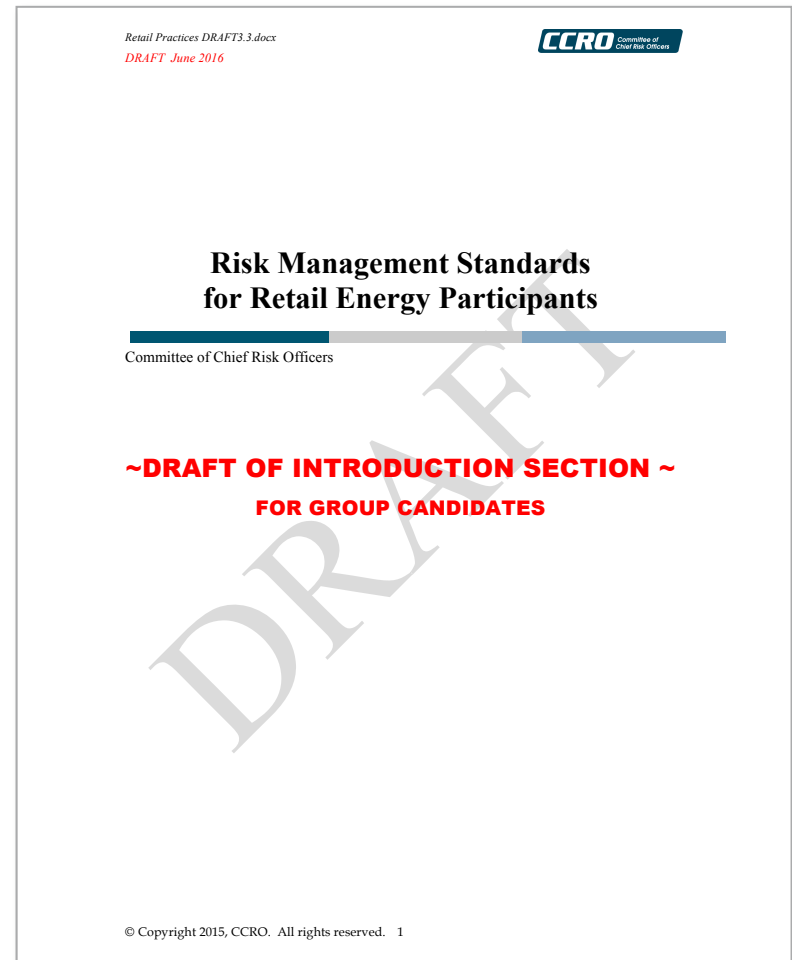 Retail Practices DRAFT3.3.docx
DRAFT  June 2016
CCRO Committee of
Chief Risk Officers
Risk Management Standards
for Retail Energy Participants
Committee of Chief Risk Officers
~DRAFT OF INTRODUCTION SECTION ~
FOR GROUP CANDIDATES
DRAFT
© Copyright 2015, CCRO.  All rights reserved.   1